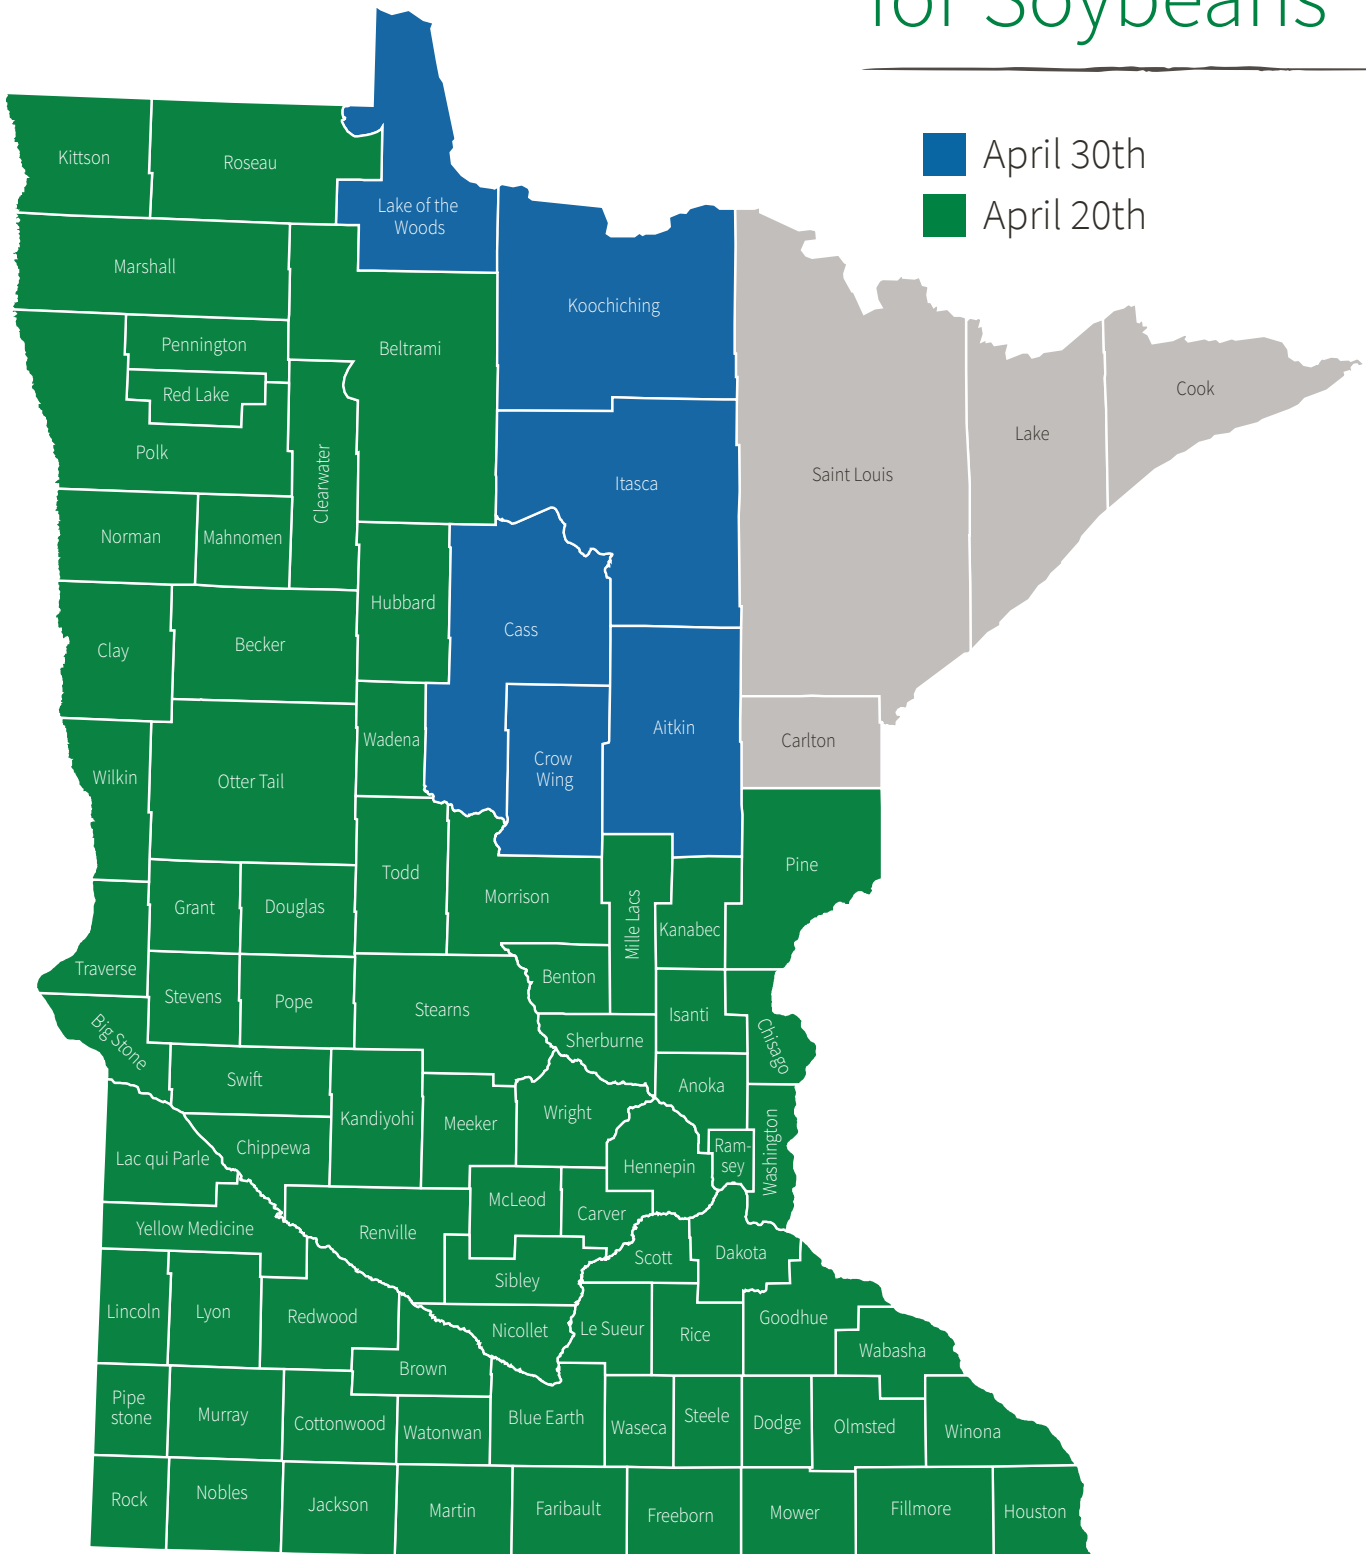 for Soybeans
April 30th
April 20th
Kittson
Roseau
Lake of the
Woods
Marshall
Koochiching
Pennington
Beltrami
Red Lake
Cook
Lake
Polk
Clearwater
Saint Louis
Itasca
Norman
Mahnomen
Hubbard
Cass
Clay
Becker
Aitkin
Wadena
Carlton
Crow
Wing
Wilkin
Otter Tail
Pine
Todd
Morrison
Grant
Douglas
Mille Lacs
Kanabec
Traverse
Stevens
Pope
Stearns
Benton
Isanti
Big Stone
Sherburne
Chisago
Swift
Anoka
Kandiyohi
Meeker
Wright
Washington
Lac qui Parle
Chippewa
Hennepin
Ram-
sey
McLeod
Carver
Yellow Medicine
Renville
Scott
Dakota
Sibley
Lincoln
Lyon
Redwood
Nicollet
Le Sueur
Rice
Goodhue
Wabasha
Brown
Pipe
stone
Murray
Cottonwood
Watonwan
Blue Earth
Waseca
Steele
Dodge
Olmsted
Winona
Rock
Nobles
Jackson
Martin
Faribault
Freeborn
Mower
Fillmore
Houston